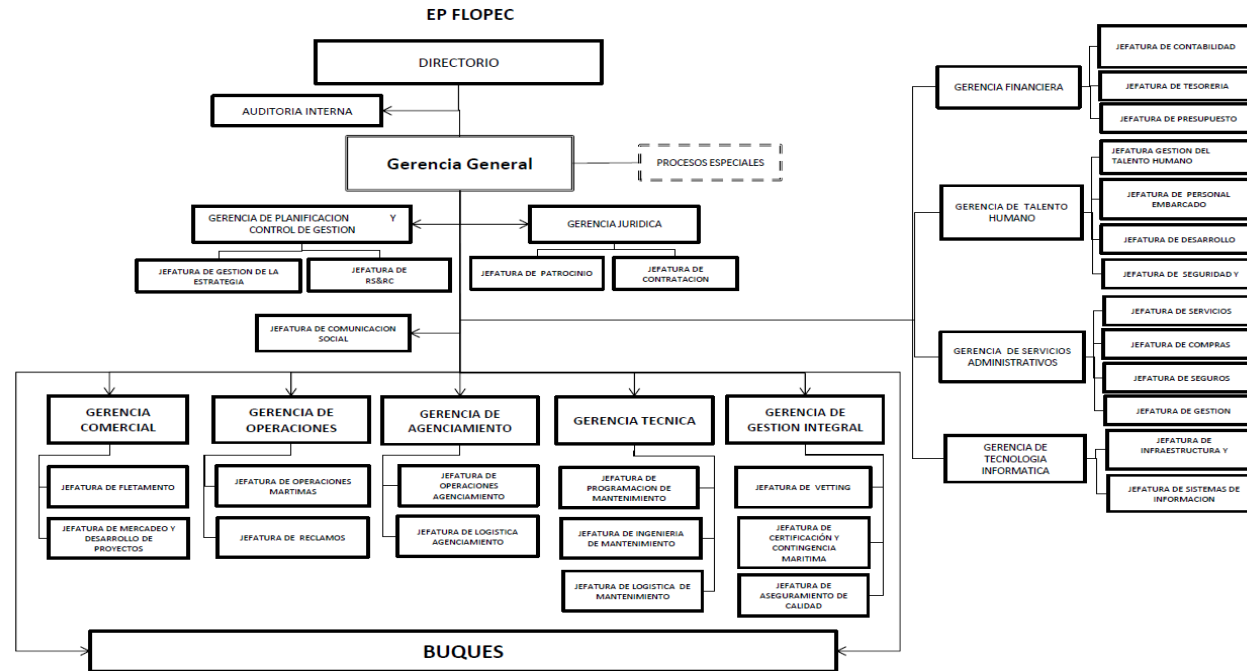 EP FLOPEC
DIRECTORIO
AUDITORIA INTERNA
Gerencia General
PROCESOS ESPECIALES
GERENCIA DE PLANIFICACION Y
CONTROL DE GESTION
GERENCIA JURIDICA
JEFATURA DE GESTION DE LA
ESTRATEGIA
JEFATURA DE
RS&RC
JEFATURA DE PATROCINIO
JEFATURA DE
CONTRATACION
JEFATURA DE COMUNICACION
SOCIAL
GERENCIA
COMERCIAL
JEFATURA DE FLETAMENTO
JEFATURA DE MERCADEO Y
DESARROLLO DE
PROYECTOS
GERENCIA DE
OPERACIONES
JEFATURA DE OPERACIONES
MARTIMAS
JEFATURA DE RECLAMOS
GERENCIA DE
AGENCIAMIENTO
JEFATURA DE
OPERACIONES
AGENCIAMIENTO
JEFATURA DE LOGISTICA
AGENCIAMIENTO
GERENCIA TECNICA
JEFATURA DE
PROGRAMACION DE
MANTENIMIENTO
JEFATURA DE INGENIERIA
DE MANTENIMIENTO
JEFATURA DE LOGISTICA DE
MANTENIMIENTO
GERENCIA DE
GESTION INTEGRAL
JEFATURA DE VETTING
JEFATURA DE
CERTIFICACIÓN Y
CONTINGENCIA
MARITIMA
JEFATURA DE
ASEGURAMIENTO DE
CALIDAD
BUQUES
GERENCIA FINANCIERA
JEFATURA DE CONTABILIDAD
JEFATURA DE TESORERIA
JEFATURA DE PRESUPUESTO
GERENCIA DE TALENTO
HUMANO
JEFATURA GESTION DEL
TALENTO HUMANO
JEFATURA DE PERSONAL
EMBARCADO
JEFATURA DE DESARROLLO
JEFATURA DE SEGURIDAD Y
GERENCIA DE SERVICIOS
ADMINISTRATIVOS
JEFATURA DE SERVICIOS
JEFATURA DE COMPRAS
JEFATURA DE SEGUROS
JEFATURA DE GESTION
GERENCIA DE
TECNOLOGIA
INFORMATICA
JEFATURA DE
INFRAESTRUCTURA Y
JEFATURA DE SISTEMAS DE
INFORMACION